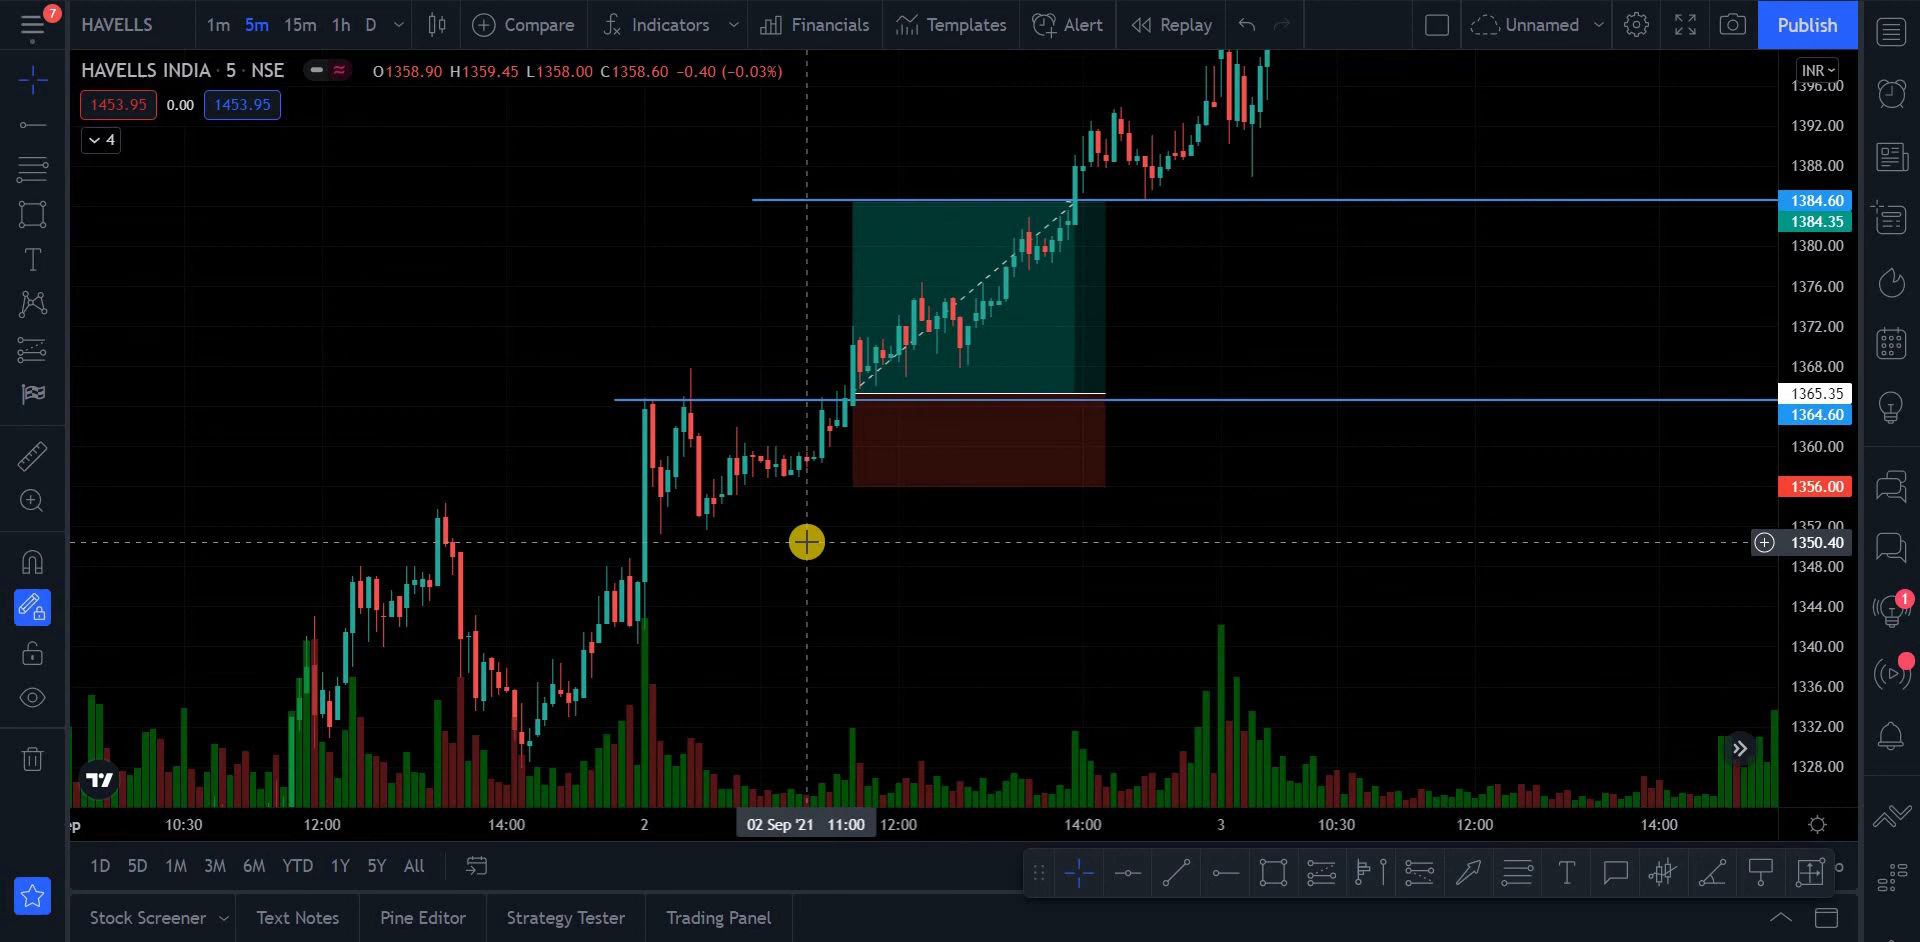 7
HAVELLS
1m 5m 15m 1h D
Compare
Indicators
Financials
Templates
Alert
Replay
Unnamed
Publish
HAVELLS INDIA · 5 · NSE
O1358.90 H1359.45 L1358.00 C1358.60 −0.40 (−0.03%)
1453.95 0.00 1453.95
4
INR
1396.00
1392.00
1388.00
1384.60
1384.35
1380.00
1376.00
1372.00
1368.00
1365.35
1364.60
1360.00
1356.00
1352.00
1350.40
1348.00
1344.00
1340.00
1336.00
1332.00
1328.00
1
10:30 12:00 14:00 2 02 Sep '21 11:00 12:00 14:00 3 10:30 12:00 14:00
1D 5D 1M 3M 6M YTD 1Y 5Y All
Stock Screener Text Notes Pine Editor Strategy Tester Trading Panel